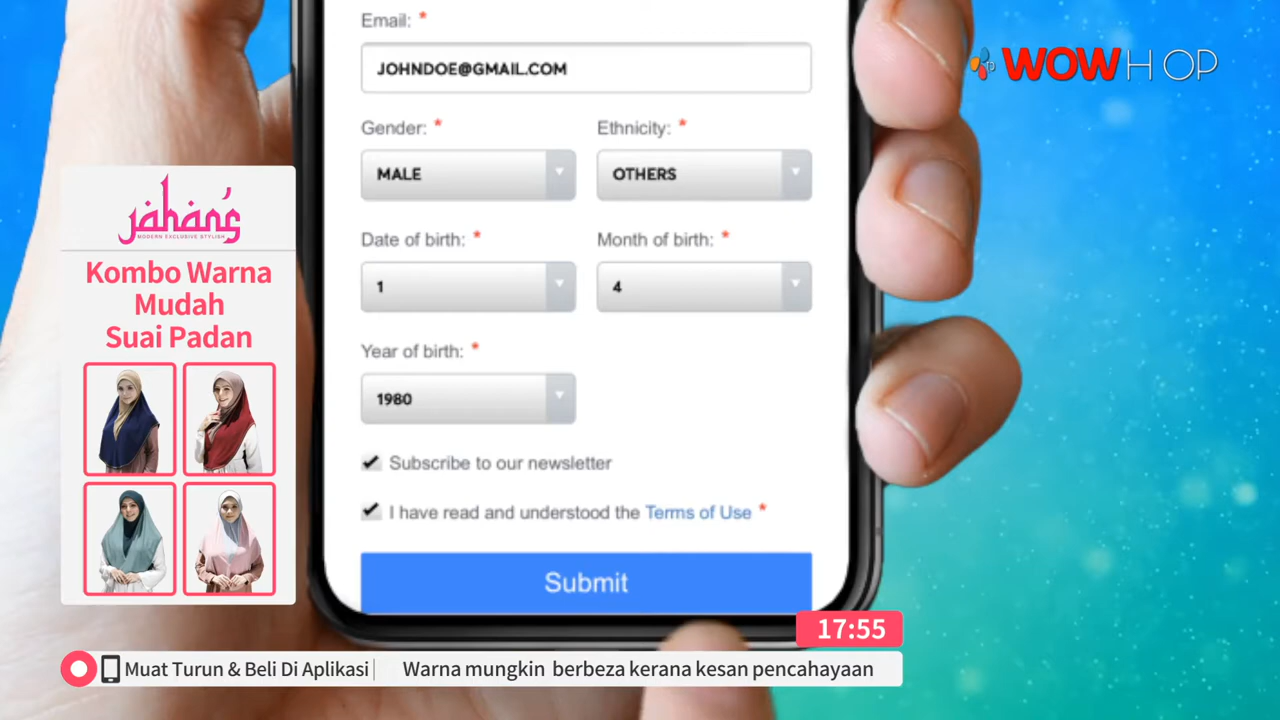 Email: *
JOHNDOE@GMAIL.COM
WOWHOP
Gender: *
Ethnicity: *
MALE
OTHERS
jahan's
MODERN EXCLUSIVE STYLISH
Date of birth: *
Month of birth: *
1
4
Kombo Warna
Mudah
Suai Padan
Year of birth: *
1980
Subscribe to our newsletter
I have read and understood the Terms of Use *
Submit
17:55
Muat Turun & Beli Di Aplikasi
Warna mungkin berbeza kerana kesan pencahayaan